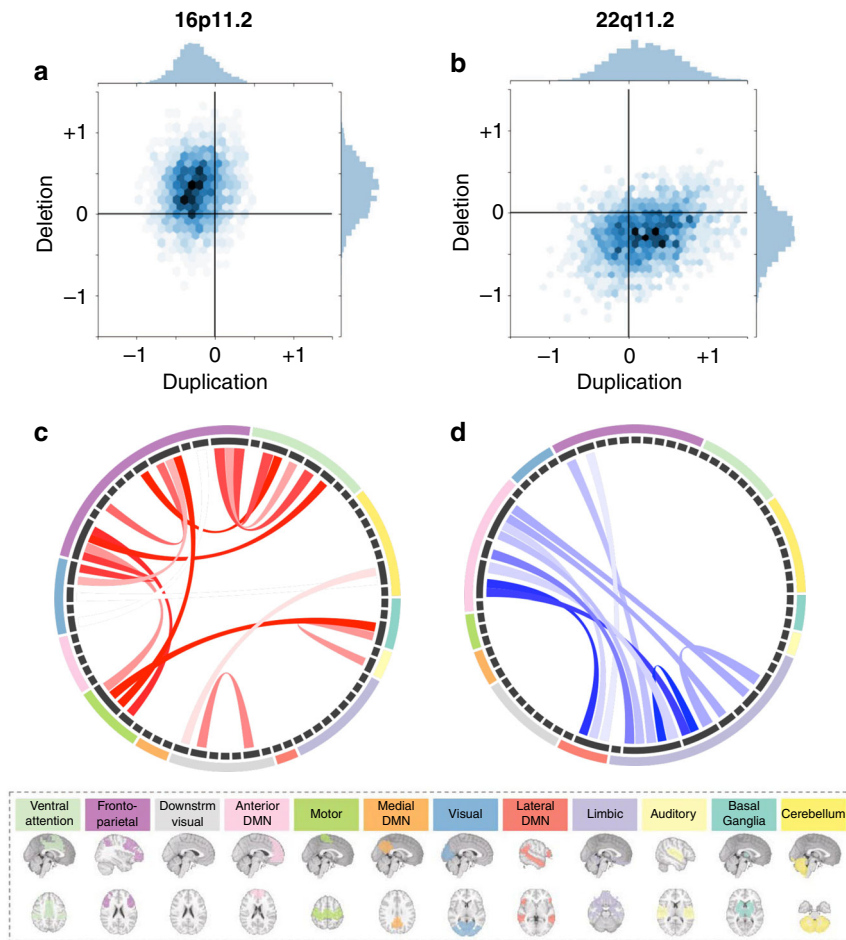 16p11.2
22q11.2
a
b
+1
0
−1
Deletion
−1
0
+1
Duplication
+1
0
−1
Deletion
−1
0
+1
Duplication
c
d
Ventral
attention
Fronto-
parietal
Downstrm
visual
Anterior
DMN
Motor
Medial
DMN
Visual
Lateral
DMN
Limbic
Auditory
Basal
Ganglia
Cerebellum